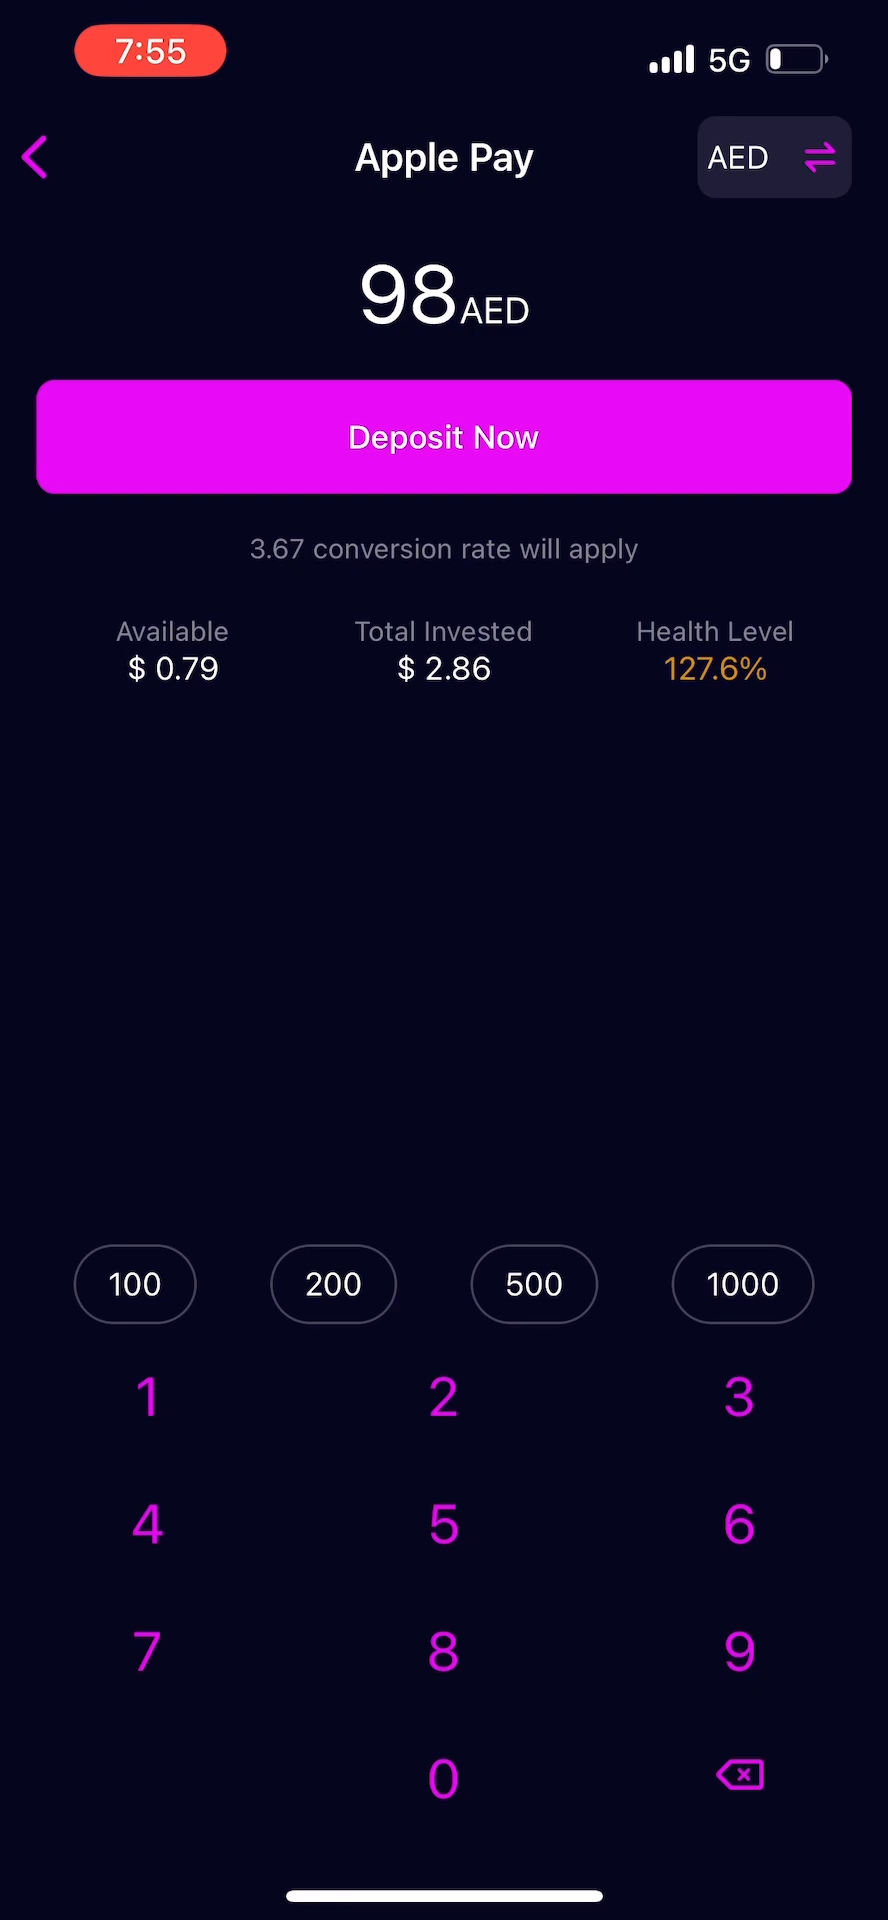 7:55 5G
Apple Pay AED
98 AED
Deposit Now
3.67 conversion rate will apply
Available Total Invested Health Level
$ 0.79 $ 2.86 127.6%
100 200 500 1000
1 2 3
4 5 6
7 8 9
0